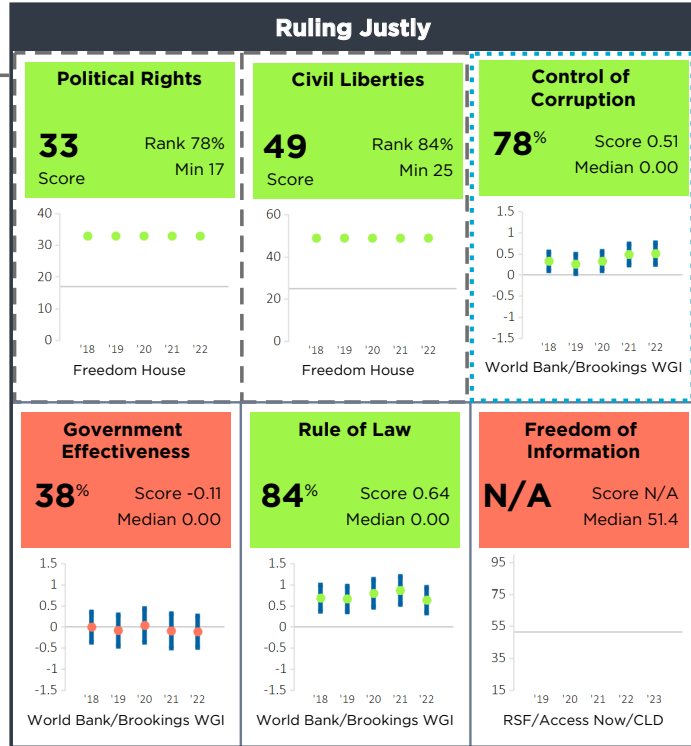 Ruling Justly
Political Rights
33
Score
Rank 78%
Min 17
40
30
20
10
0
'18 '19 '20 '21 '22
Freedom House
Civil Liberties
49
Score
Rank 84%
Min 25
60
40
20
0
'18 '19 '20 '21 '22
Freedom House
Control of
Corruption
78%
Score 0.51
Median 0.00
1.5
1
0.5
0
-0.5
-1
-1.5
'18 '19 '20 '21 '22
World Bank/Brookings WGI
Government
Effectiveness
38%
Score -0.11
Median 0.00
1.5
1
0.5
0
-0.5
-1
-1.5
'18 '19 '20 '21 '22
World Bank/Brookings WGI
Rule of Law
84%
Score 0.64
Median 0.00
1.5
1
0.5
0
-0.5
-1
-1.5
'18 '19 '20 '21 '22
World Bank/Brookings WGI
Freedom of
Information
N/A
Score N/A
Median 51.4
95
75
55
35
15
'19 '20 '21 '22 '23
RSF/Access Now/CLD